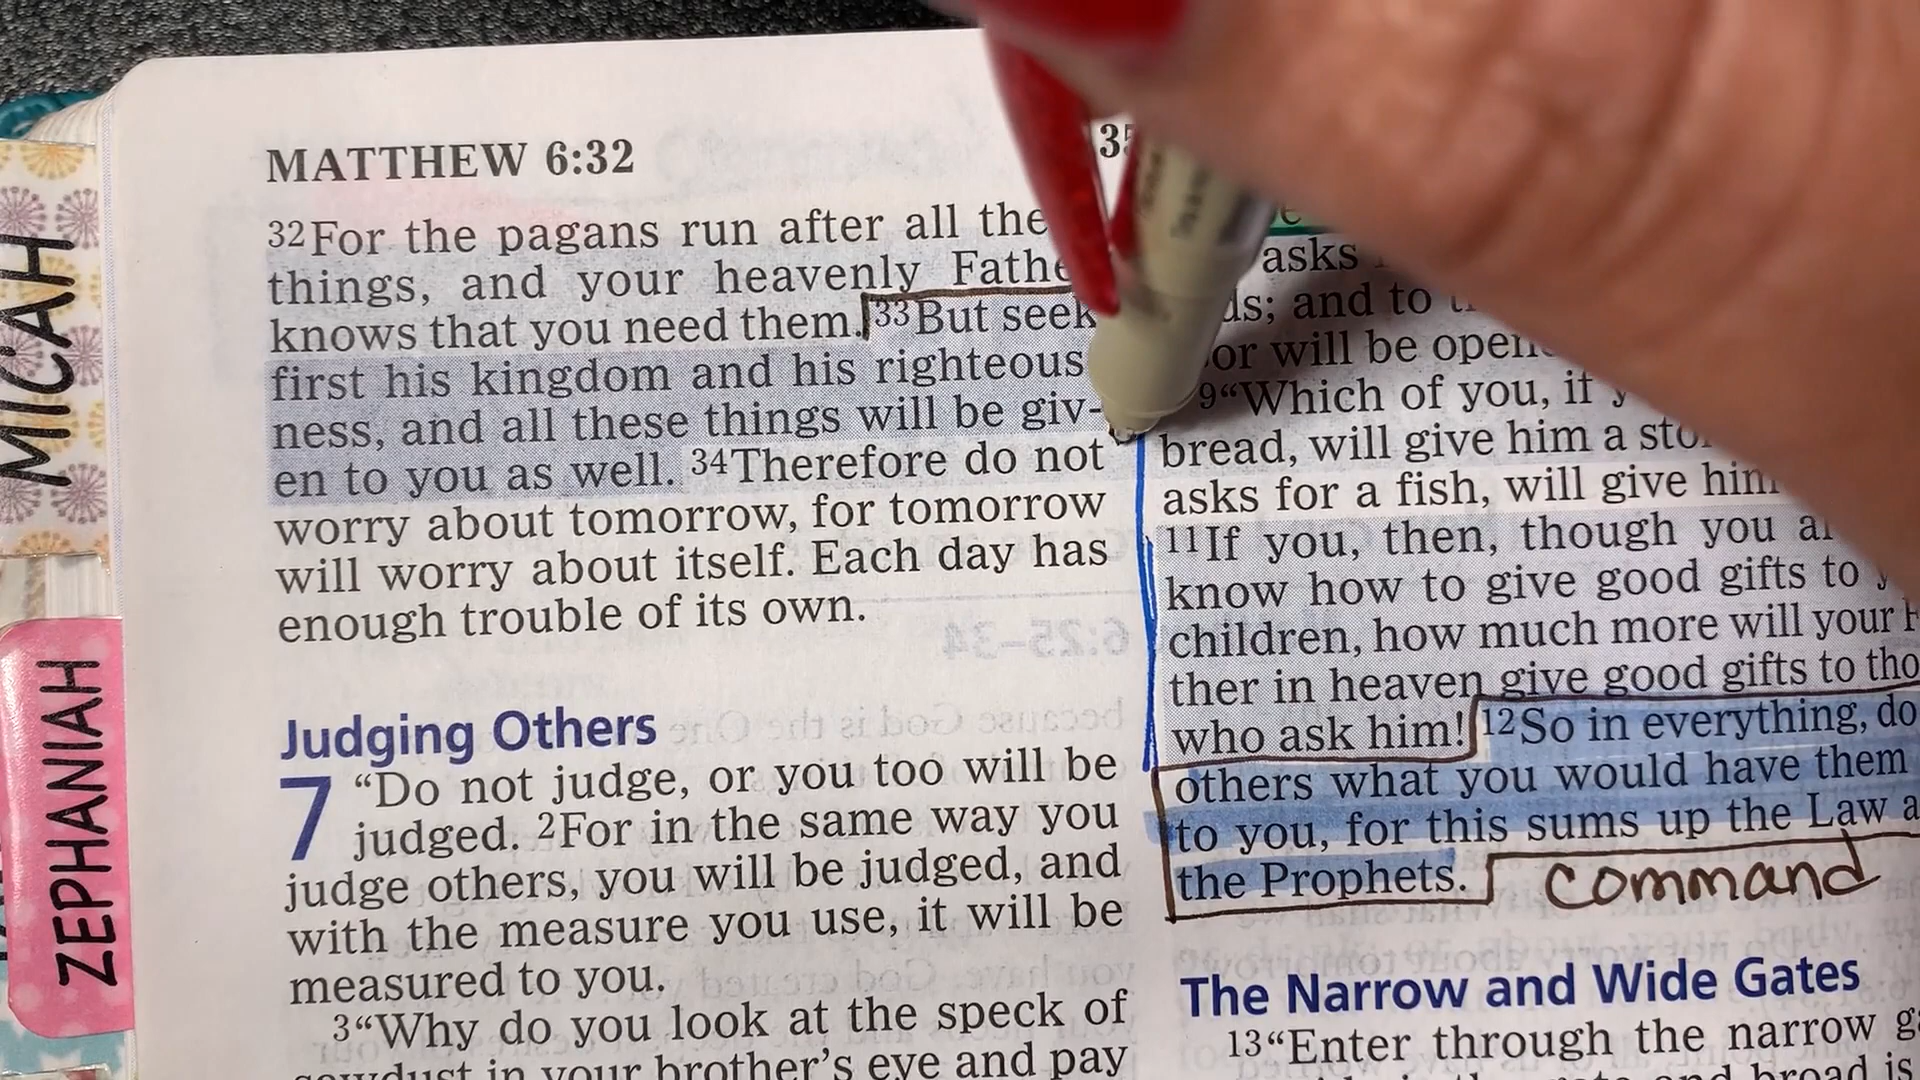 MICAH
ZEPHANIAH
MATTHEW 6:32
32For the pagans run after all
things, and your heavenly
knows that you need them. 33But seek
first his kingdom and his righteous
ness, and all these things will be giv-
en to you as well. 34Therefore do not
worry about tomorrow, for tomorrow
will worry about itself. Each day has
enough trouble of its own.
Judging Others
7 “Do not judge, or you too will be
judged. 2For in the same way you
judge others, you will be judged, and
with the measure you use, it will be
measured to you.
3“Why do you look at the speck of
sawdust in your brother’s eye and pay
asks
and to
or will be
9“Which of you, if
bread, will give him a
asks for a fish, will give
11If you, then, though you
know how to give good gifts to
children, how much more will your
ther in heaven give good gifts to
who ask him! 12So in everything, do
others what you would have them
to you, for this sums up the Law
the Prophets.
command
The Narrow and Wide Gates
13“Enter through the narrow
broad is